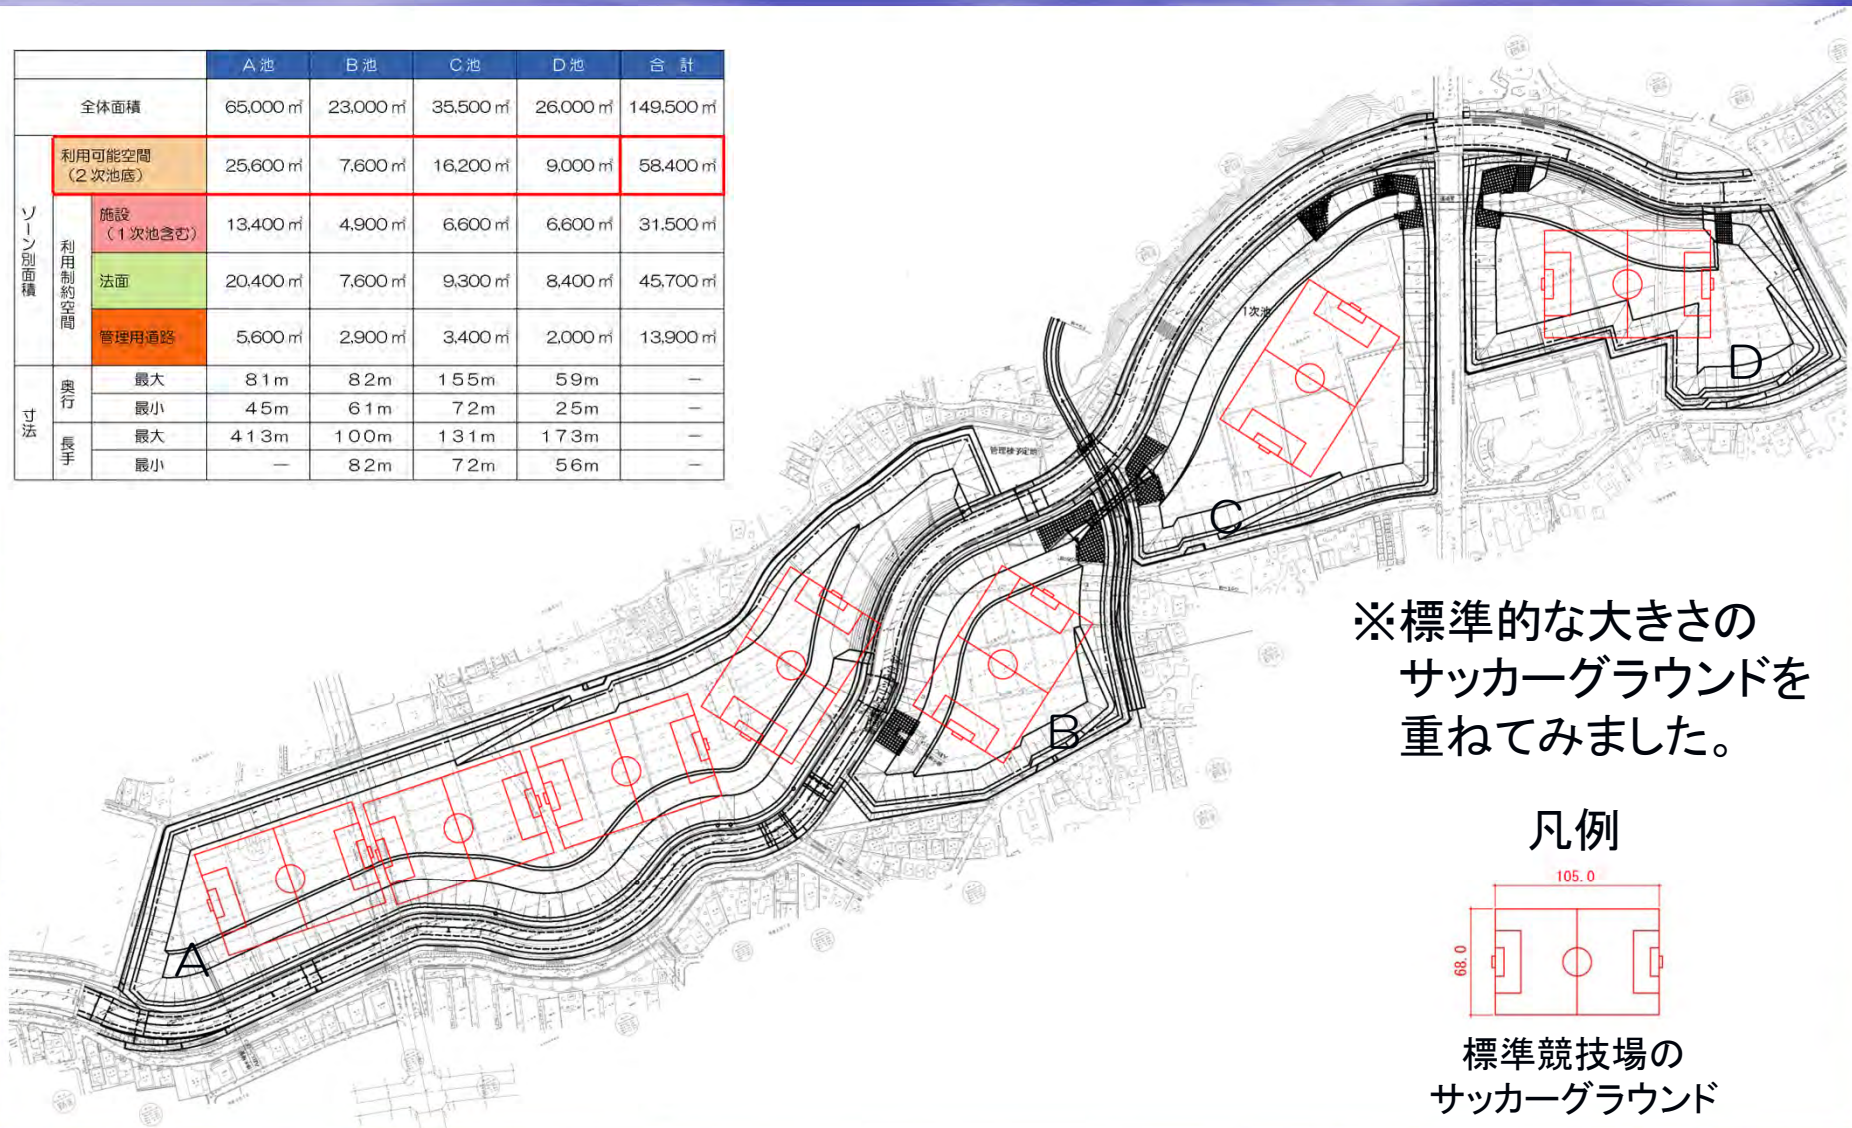 A池 B池 C池 D池 合 計
全体面積 65,000㎡ 23,000㎡ 35,500㎡ 26,000㎡ 149,500㎡
ゾーン別面積
利用可能空間
(2次池底) 25,600㎡ 7,600㎡ 16,200㎡ 9,000㎡ 58,400㎡
利用制約空間
施設
(1次池含む) 13,400㎡ 4,900㎡ 6,600㎡ 6,600㎡ 31,500㎡
法面 20,400㎡ 7,600㎡ 9,300㎡ 8,400㎡ 45,700㎡
管理用道路 5,600㎡ 2,900㎡ 3,400㎡ 2,000㎡ 13,900㎡
寸法
奥行 最大 81m 82m 155m 59m −
最小 45m 61m 72m 25m −
長手 最大 413m 100m 131m 173m −
最小 − 82m 72m 56m −
1次池
D
C
B
A
※標準的な大きさの
サッカーグラウンドを
重ねてみました。
凡例
105.0
68.0
標準競技場の
サッカーグラウンド